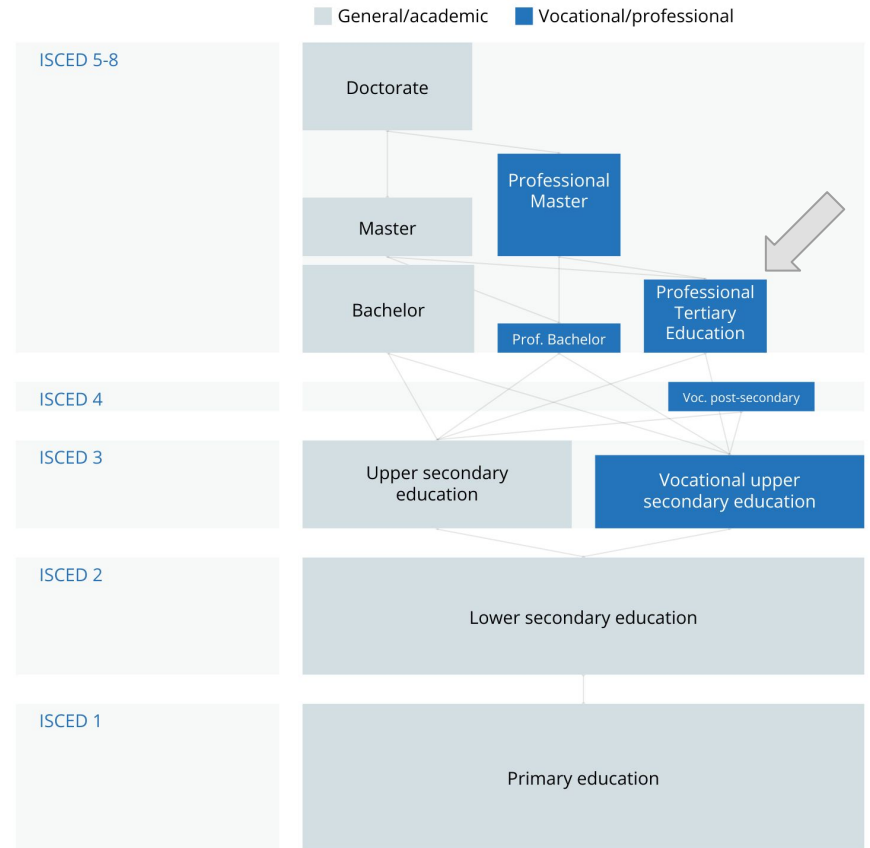 General/academic
Vocational/professional
ISCED 5-8
Doctorate
Professional
Master
Master
Bachelor
Prof. Bachelor
Professional
Tertiary
Education
ISCED 4
Voc. post-secondary
ISCED 3
Upper secondary
education
Vocational upper
secondary education
ISCED 2
Lower secondary education
ISCED 1
Primary education